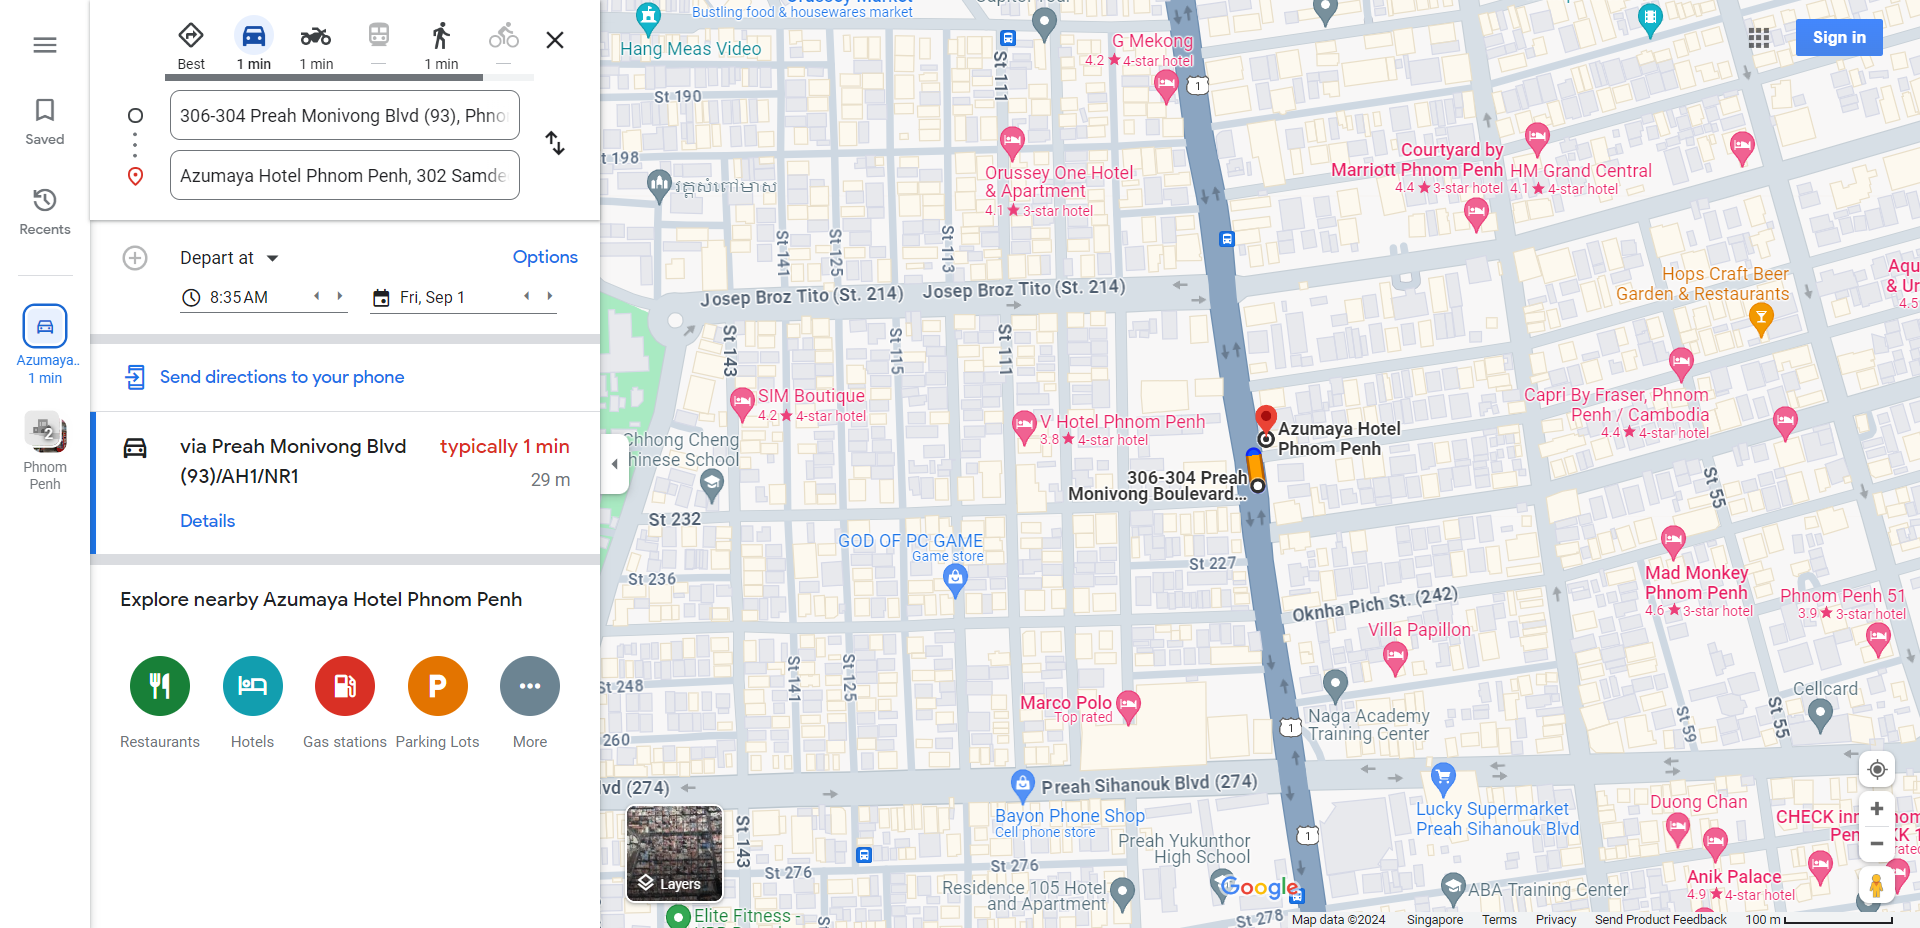 Best
1 min
1 min
1 min
306-304 Preah Monivong Blvd (93), Phno
Azumaya Hotel Phnom Penh, 302 Samde
Saved
Recents
Azumaya..
1 min
2
Phnom
Penh
Depart at
Options
8:35 AM
Fri, Sep 1
Send directions to your phone
via Preah Monivong Blvd
(93)/AH1/NR1
typically 1 min
29 m
Details
Explore nearby Azumaya Hotel Phnom Penh
Restaurants
Hotels
Gas stations
Parking Lots
More
Sign in
Bustling food & housewares market
Hang Meas Video
G Mekong
4.2 ★ 4-star hotel
1
St 111
St 190
St 198
វត្តសំពៅមាស
Orussey One Hotel
& Apartment
4.1 ★ 3-star hotel
Courtyard by
Marriott Phnom Penh
4.4 ★ 3-star hotel
HM Grand Central
4.1 ★ 4-star hotel
St 141
St 125
St 113
Hops Craft Beer
Garden & Restaurants
Aqu
& Ur
4.5
Josep Broz Tito (St. 214)
Josep Broz Tito (St. 214)
St 143
St 115
St 111
SIM Boutique
4.2 ★ 4-star hotel
V Hotel Phnom Penh
3.8 ★ 4-star hotel
Azumaya Hotel
Phnom Penh
Capri By Fraser, Phnom
Penh / Cambodia
4.4 ★ 4-star hotel
Chhong Cheng
hinese School
306-304 Preah
Monivong Boulevard...
St 55
St 232
GOD OF PC GAME
Game store
St 227
St 236
Oknha Pich St. (242)
Mad Monkey
Phnom Penh
4.6 ★ 3-star hotel
Phnom Penh 51
3.9 ★ 3-star hotel
Villa Papillon
St 141
St 125
St 248
Marco Polo
Top rated
Naga Academy
Training Center
Cellcard
St 59
St 55
1
260
vd (274)
Preah Sihanouk Blvd (274)
Bayon Phone Shop
Cell phone store
Lucky Supermarket
Preah Sihanouk Blvd
Duong Chan
CHECK inn
Pen
1
Preah Yukunthor
High School
St 143
St 276
St 276
Layers
Residence 105 Hotel
and Apartment
Google
ABA Training Center
Anik Palace
4.9 ★ 4-star hotel
Elite Fitness -
St 278
Map data ©2024
Singapore
Terms
Privacy
Send Product Feedback
100 m